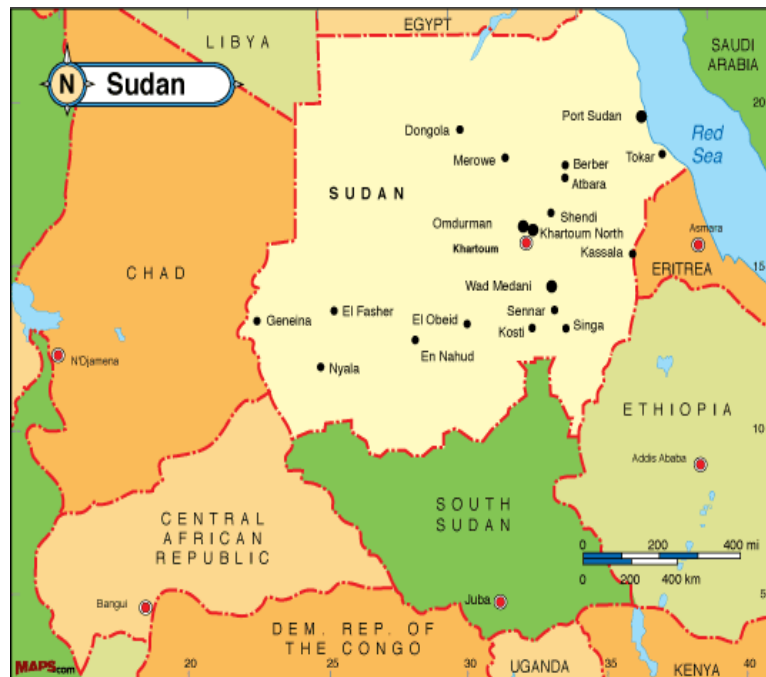 EGYPT
LIBYA
SAUDI
ARABIA
N
Sudan
20
Port Sudan
Dongola
Red
Sea
Merowe
Berber
Tokar
Atbara
SUDAN
Shendi
Omdurman
Khartoum North
Asmara
Khartoum
Kassala
CHAD
ERITREA
15
Wad Medani
El Fasher
Sennar
Geneina
El Obeid
Kosti
Singa
En Nahud
N'Djamena
Nyala
ETHIOPIA
10
Addis Ababa
SOUTH
SUDAN
CENTRAL
AFRICAN
REPUBLIC
0 200 400 mi
0 200 400 km
5
Bangui
Juba
DEM. REP. OF
THE CONGO
UGANDA
KENYA
MAPS.com
20 25 30 35 40